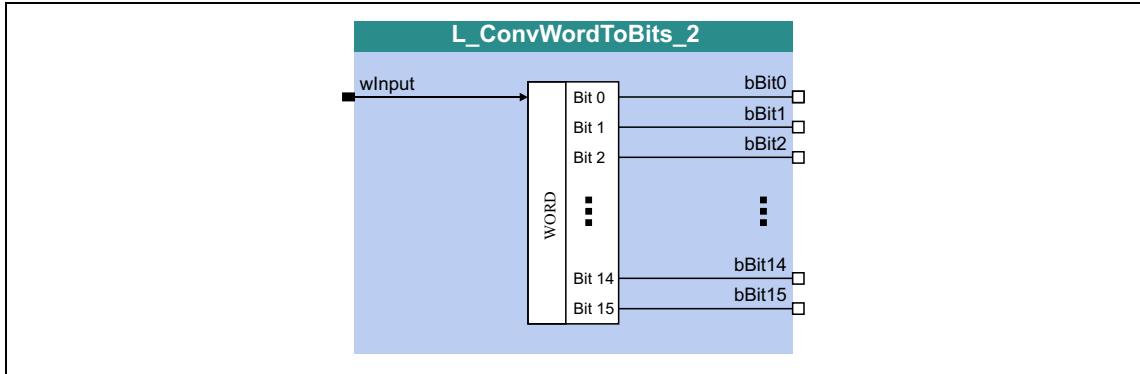 L_ConvWordToBits_2
wInput
bBit0
Bit 0
bBit1
Bit 1
bBit2
Bit 2
WORD
bBit14
Bit 14
bBit15
Bit 15